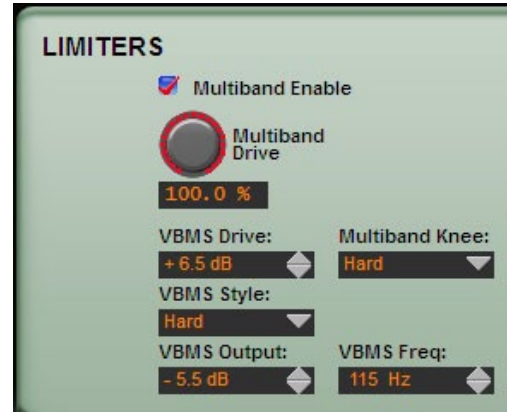 LIMITERS
Multiband Enable
Multiband
Drive
100.0 %
VBMS Drive: Multiband Knee:
+ 6.5 dB Hard
VBMS Style:
Hard
VBMS Output: VBMS Freq:
- 5.5 dB 115 Hz